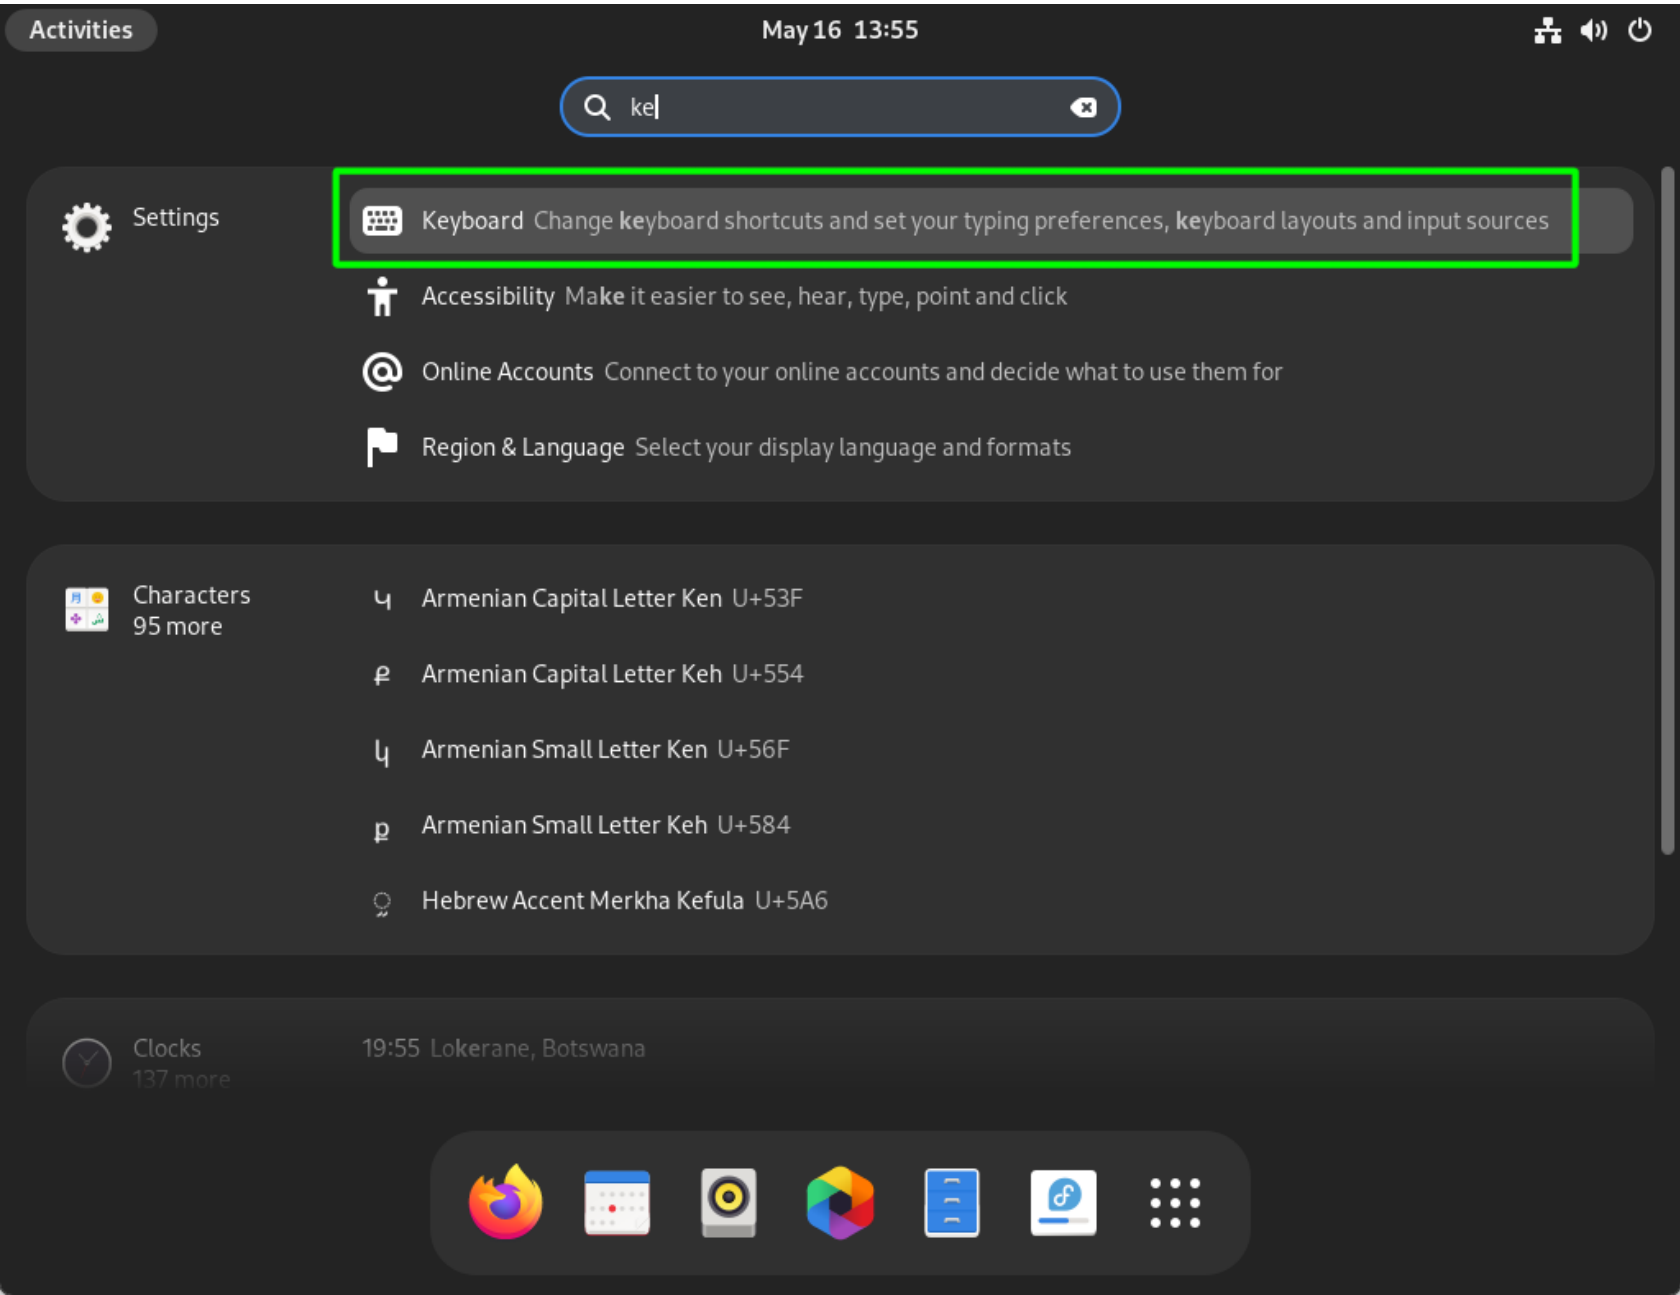 Activities
May 16 13:55
ke
Settings
Keyboard Change keyboard shortcuts and set your typing preferences, keyboard layouts and input sources
Accessibility Make it easier to see, hear, type, point and click
Online Accounts Connect to your online accounts and decide what to use them for
Region & Language Select your display language and formats
Characters
95 more
Կ Armenian Capital Letter Ken U+53F
Ք Armenian Capital Letter Keh U+554
կ Armenian Small Letter Ken U+56F
ք Armenian Small Letter Keh U+584
◌֦ Hebrew Accent Merkha Kefula U+5A6
Clocks
137 more
19:55 Lokerane, Botswana